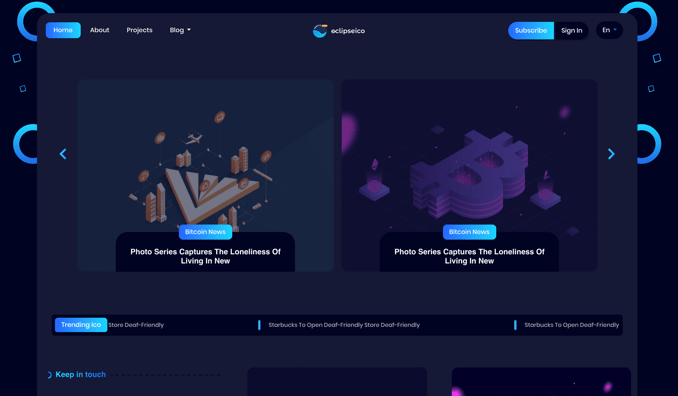 Home
About
Projects
Blog
eclipseico
Subscribe
Sign In
En
Bitcoin News
Photo Series Captures The Loneliness Of
Living In New
Bitcoin News
Photo Series Captures The Loneliness Of
Living In New
Trending Ico
Store Deaf-Friendly
Starbucks To Open Deaf-Friendly Store Deaf-Friendly
Starbucks To Open Deaf-Friendly
Keep in touch